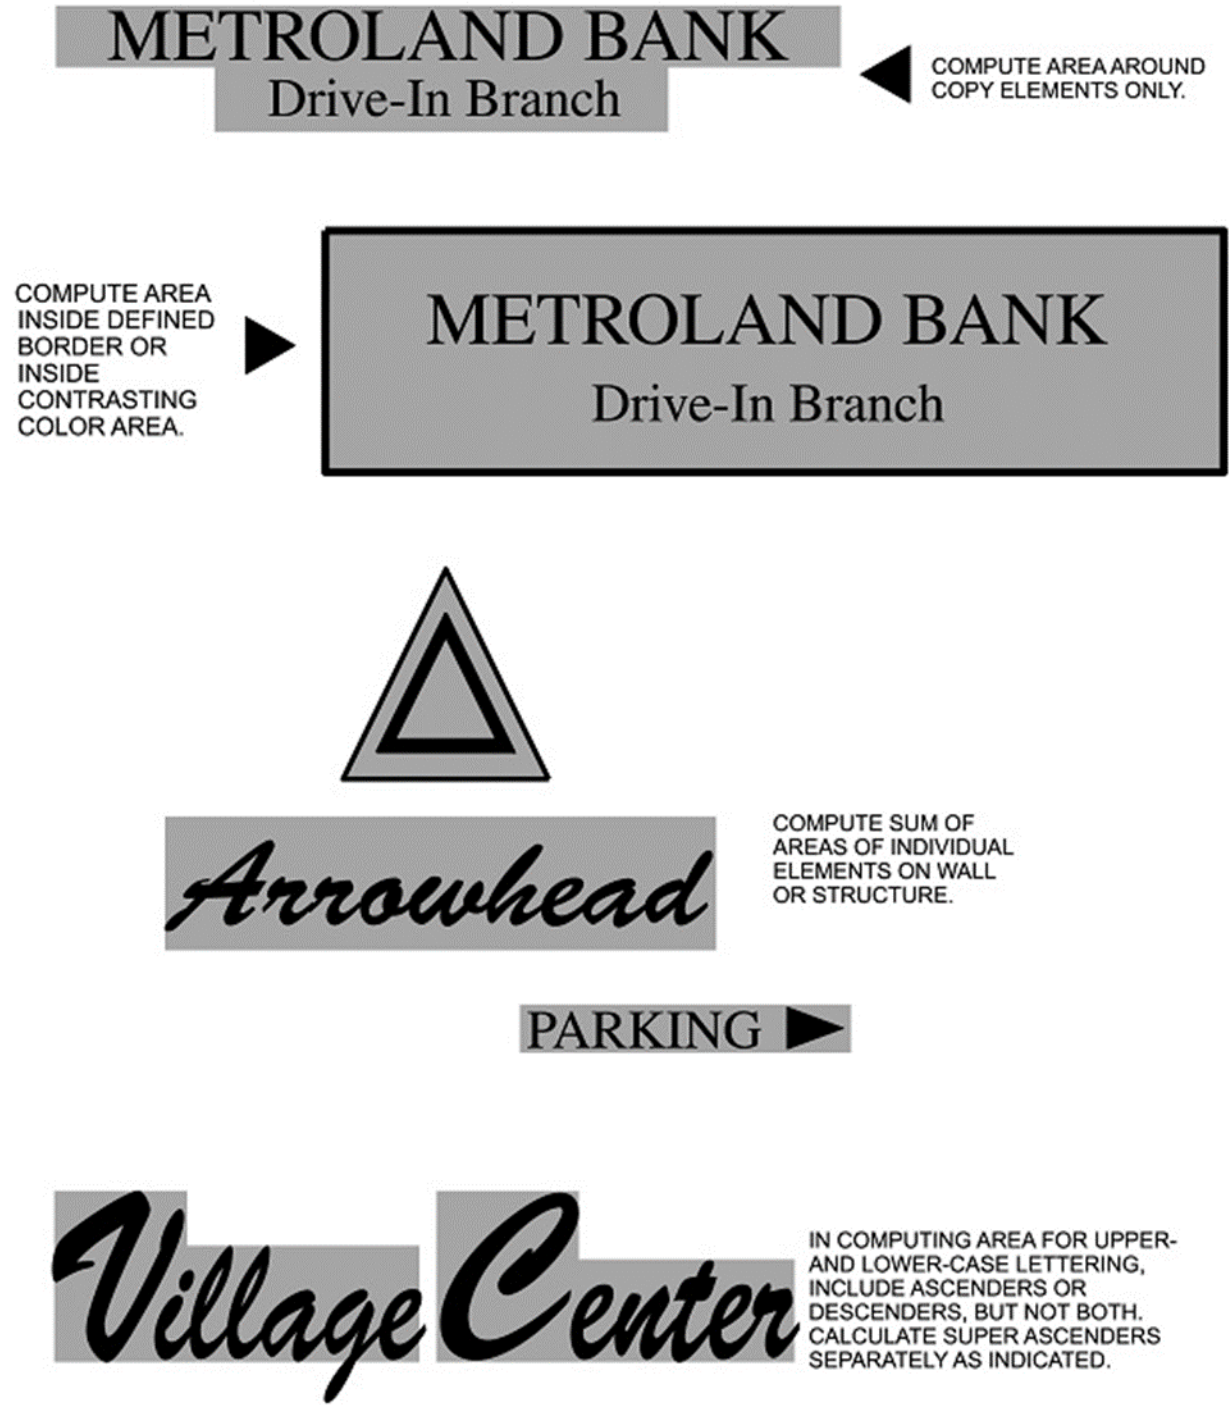 METROLAND BANK
Drive-In Branch
COMPUTE AREA AROUND
COPY ELEMENTS ONLY.
COMPUTE AREA
INSIDE DEFINED
BORDER OR
INSIDE
CONTRASTING
COLOR AREA.
METROLAND BANK
Drive-In Branch
Arrowhead
COMPUTE SUM OF
AREAS OF INDIVIDUAL
ELEMENTS ON WALL
OR STRUCTURE.
PARKING
Village Center
IN COMPUTING AREA FOR UPPER-
AND LOWER-CASE LETTERING,
INCLUDE ASCENDERS OR
DESCENDERS, BUT NOT BOTH.
CALCULATE SUPER ASCENDERS
SEPARATELY AS INDICATED.